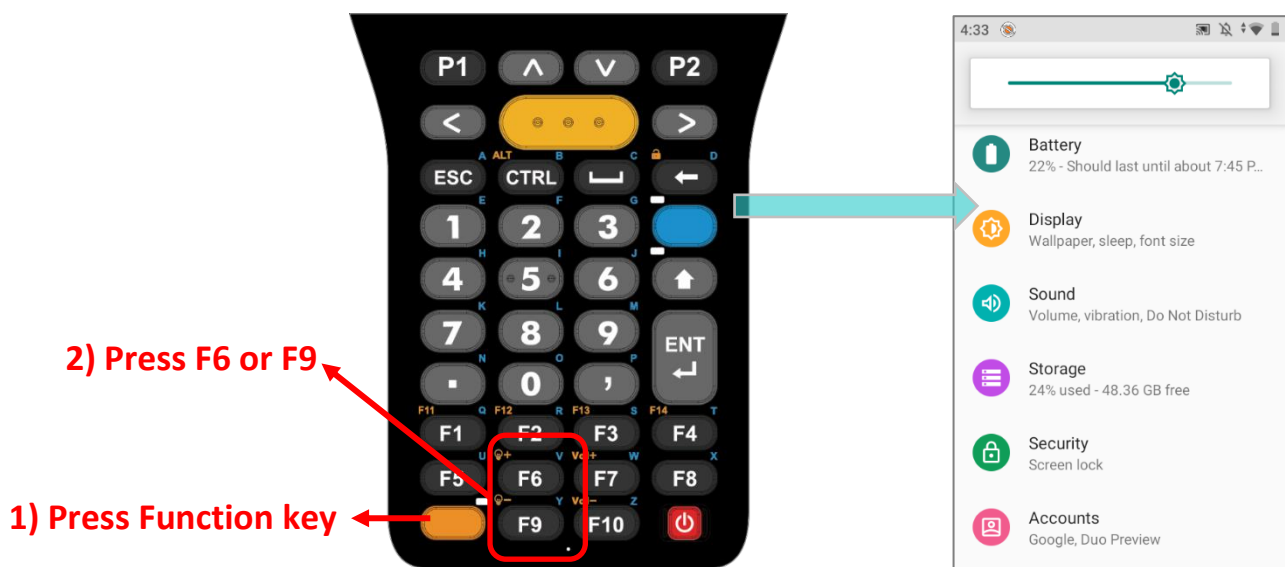 P1 P2
A ALT B C D
ESC CTRL
E F G
1 2 3
H I J
4 5 6
K L M
7 8 9 ENT
N O P
. 0 ,
F11 Q F12 R F13 S F14 T
F1 F2 F3 F4
U + V Vol+ W X
F5 F6 F7 F8
- Y Vol- Z
F9 F10
2) Press F6 or F9
1) Press Function key
4:33
Battery
22% - Should last until about 7:45 P...
Display
Wallpaper, sleep, font size
Sound
Volume, vibration, Do Not Disturb
Storage
24% used - 48.36 GB free
Security
Screen lock
Accounts
Google, Duo Preview